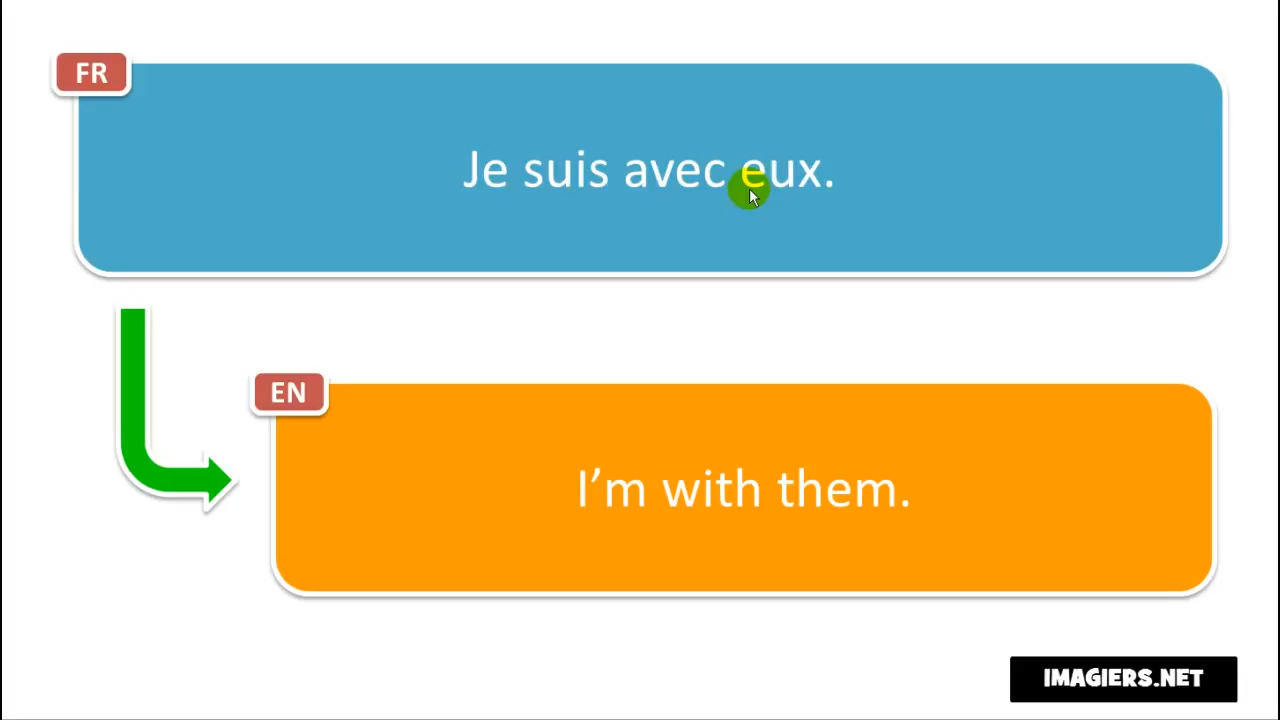 FR
Je suis avec eux.
EN
I’m with them.
IMAGIERS.NET